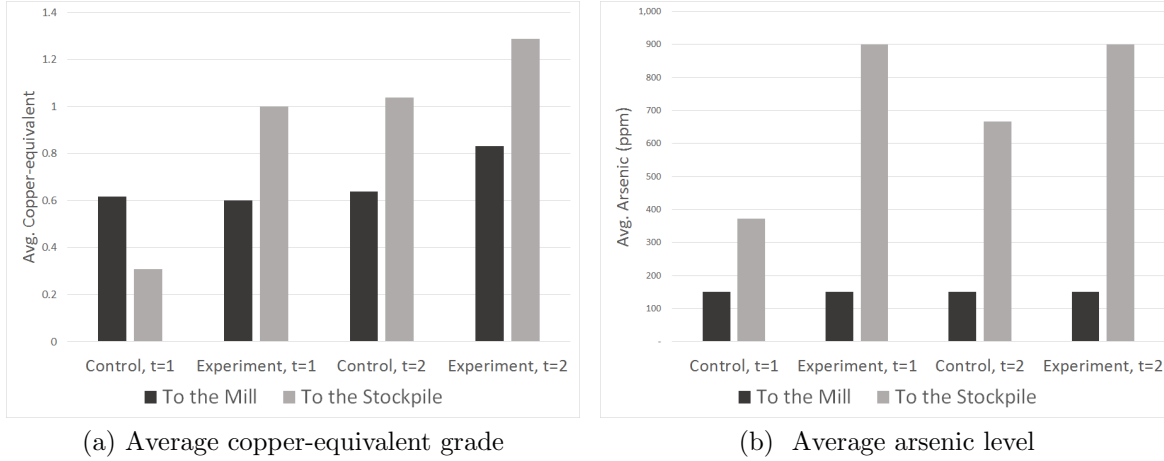 1.4
1.2
1
0.8
0.6
0.4
0.2
0
Avg. Copper-equivalent
Control, t=1 Experiment, t=1 Control, t=2 Experiment, t=2
To the Mill To the Stockpile
(a) Average copper-equivalent grade
1,000
900
800
700
600
500
400
300
200
100
-
Avg. Arsenic (ppm)
Control, t=1 Experiment, t=1 Control, t=2 Experiment, t=2
To the Mill To the Stockpile
(b) Average arsenic level